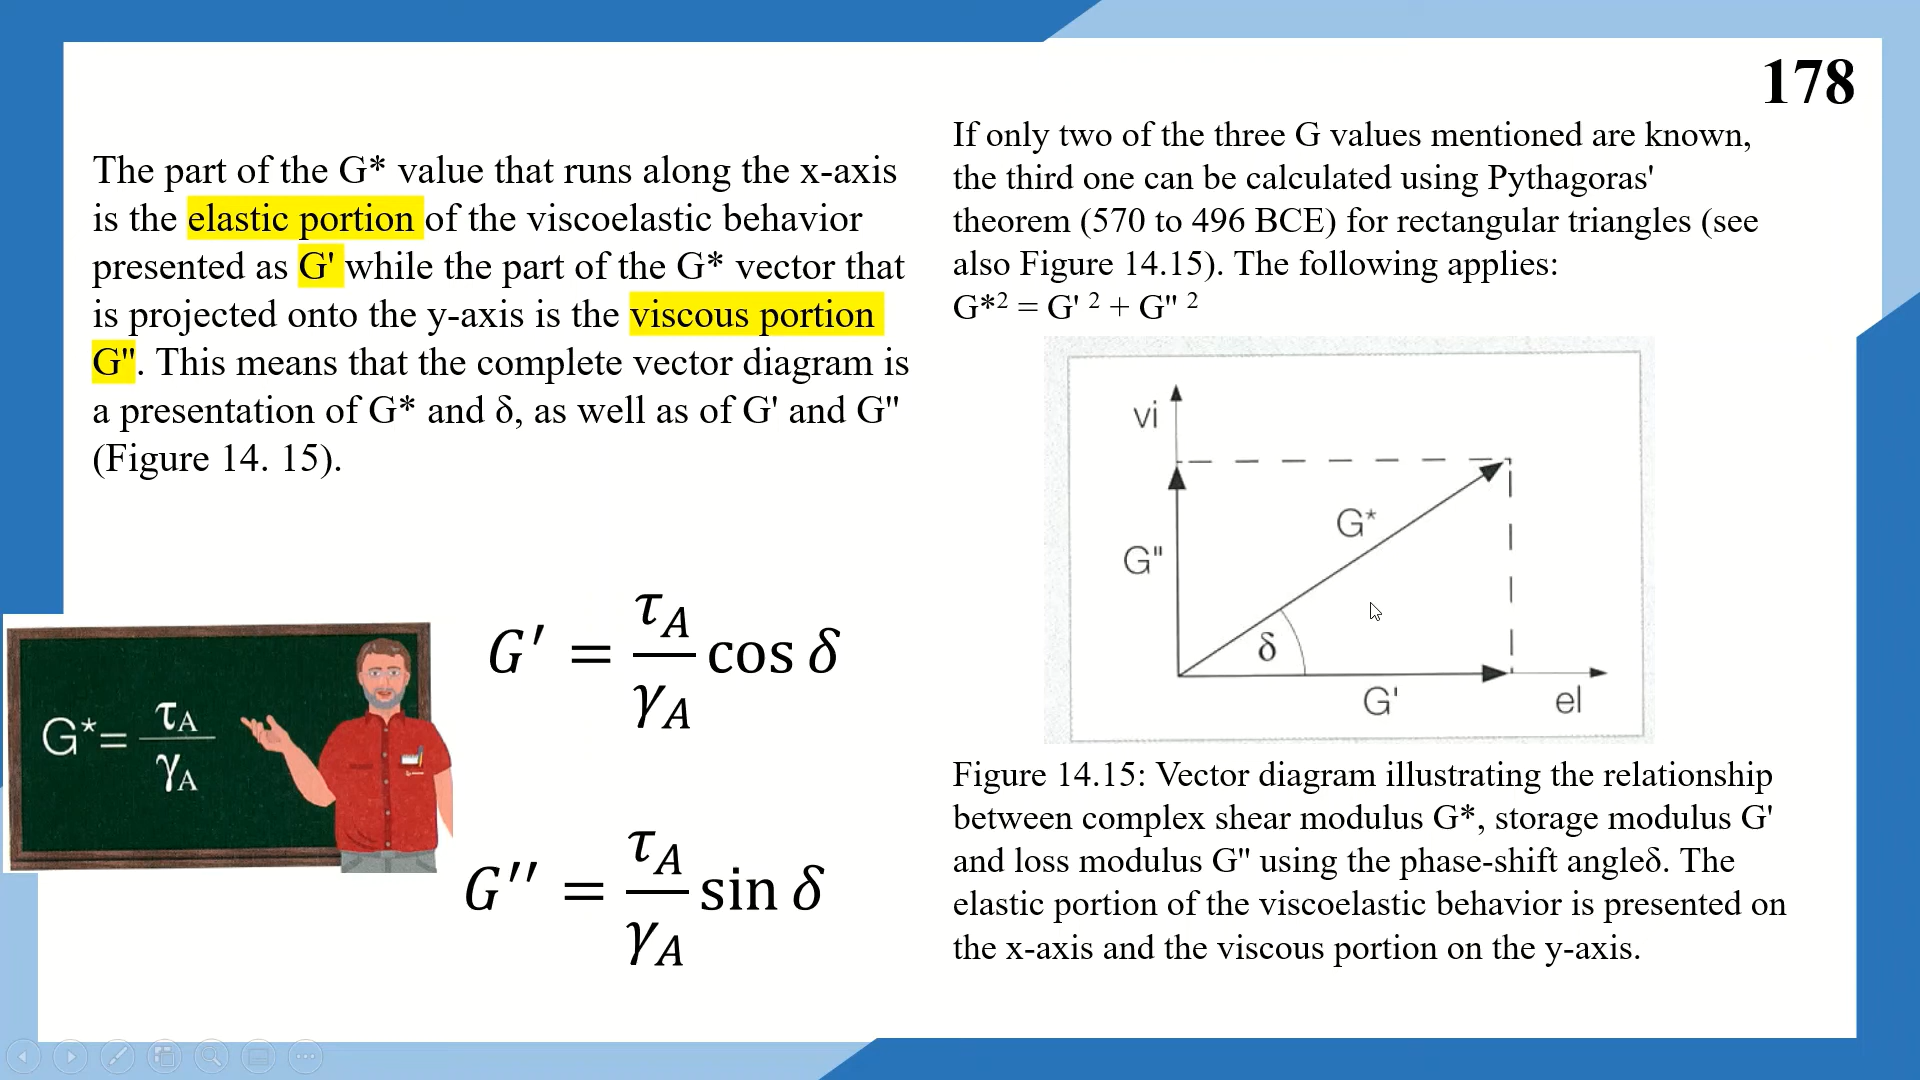 178
The part of the G* value that runs along the x-axis
is the elastic portion of the viscoelastic behavior
presented as G' while the part of the G* vector that
is projected onto the y-axis is the viscous portion
G". This means that the complete vector diagram is
a presentation of G* and δ, as well as of G' and G"
(Figure 14. 15).
G* = τA / γA
G′ = τA / γA cos δ
G′′ = τA / γA sin δ
If only two of the three G values mentioned are known,
the third one can be calculated using Pythagoras'
theorem (570 to 496 BCE) for rectangular triangles (see
also Figure 14.15). The following applies:
G*² = G' ² + G" ²
vi
G*
G"
δ
G'
el
Figure 14.15: Vector diagram illustrating the relationship
between complex shear modulus G*, storage modulus G'
and loss modulus G" using the phase-shift angleδ. The
elastic portion of the viscoelastic behavior is presented on
the x-axis and the viscous portion on the y-axis.